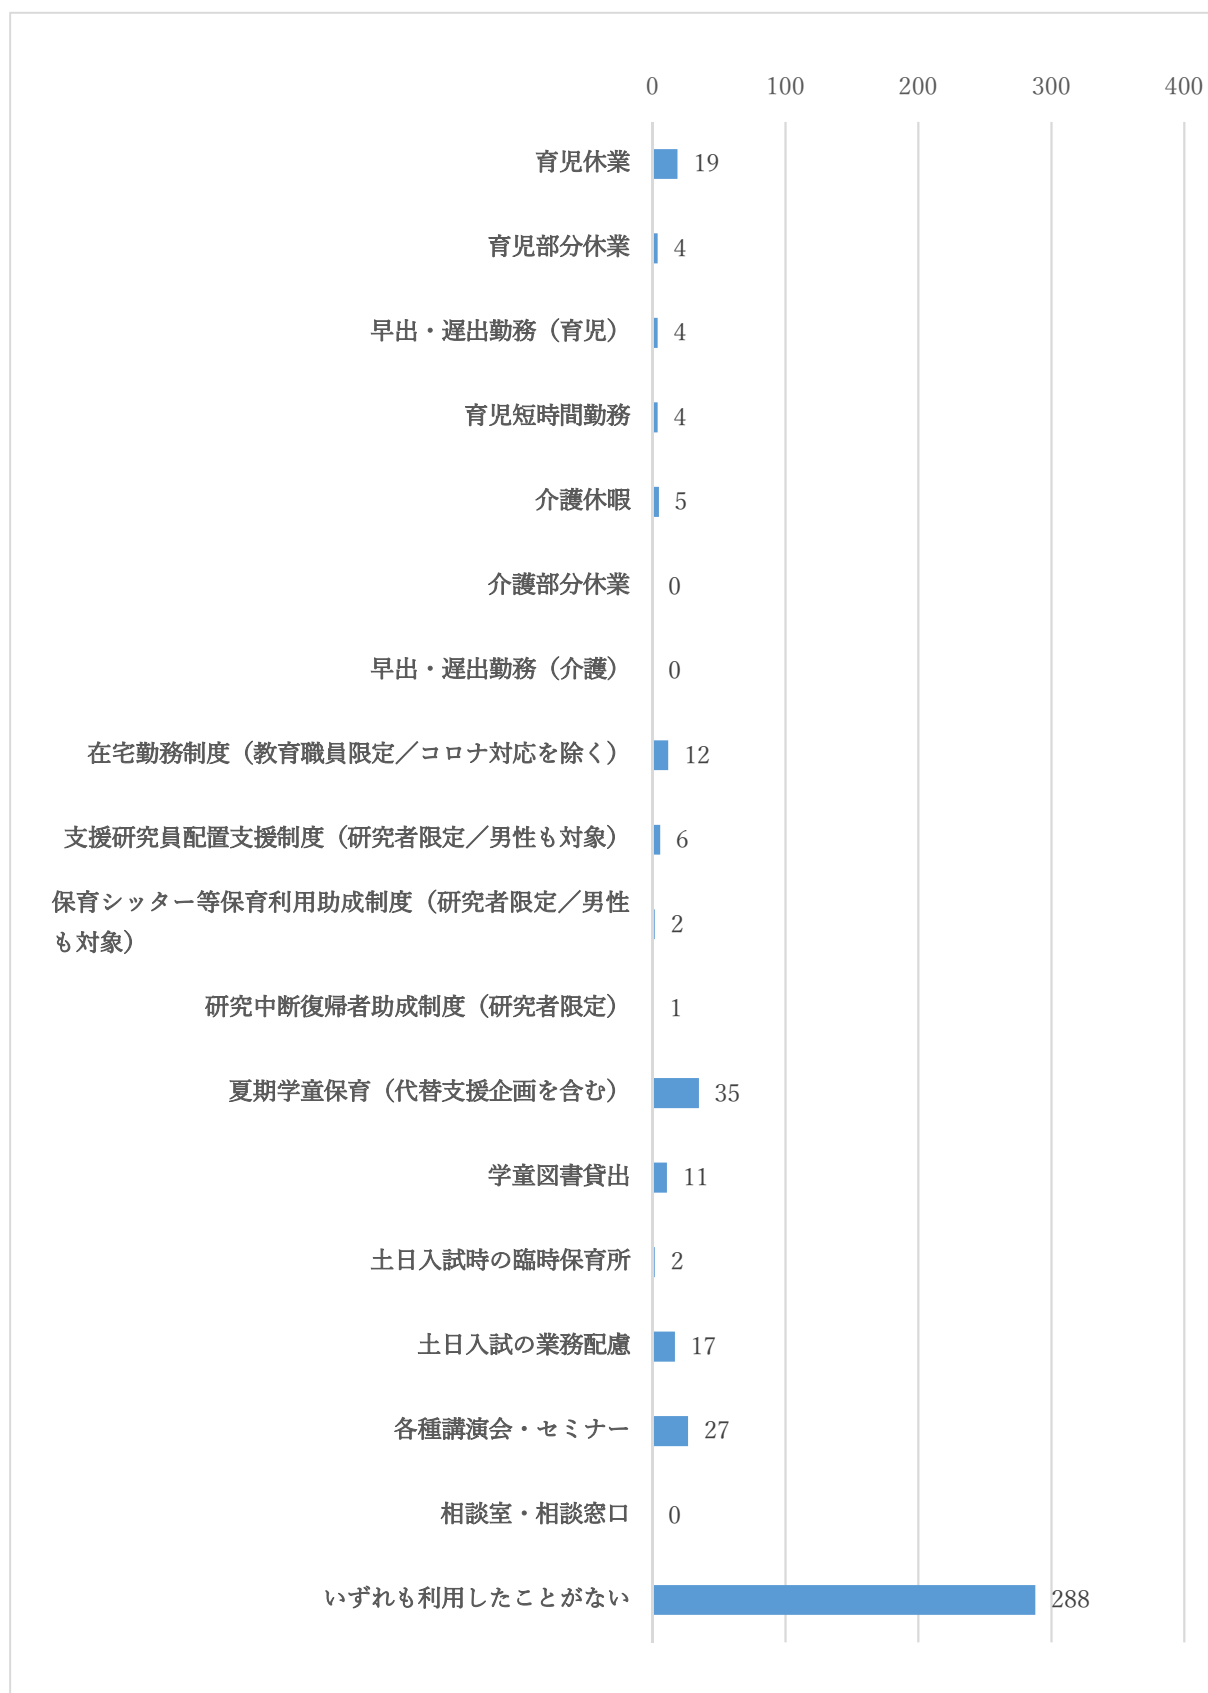 0 100 200 300 400
育児休業 19
育児部分休業 4
早出・遅出勤務（育児） 4
育児短時間勤務 4
介護休暇 5
介護部分休業 0
早出・遅出勤務（介護） 0
在宅勤務制度（教育職員限定／コロナ対応を除く） 12
支援研究員配置支援制度（研究者限定／男性も対象） 6
保育シッター等保育利用助成制度（研究者限定／男性
も対象） 2
研究中断復帰者助成制度（研究者限定） 1
夏期学童保育（代替支援企画を含む） 35
学童図書貸出 11
土日入試時の臨時保育所 2
土日入試の業務配慮 17
各種講演会・セミナー 27
相談室・相談窓口 0
いずれも利用したことがない 288